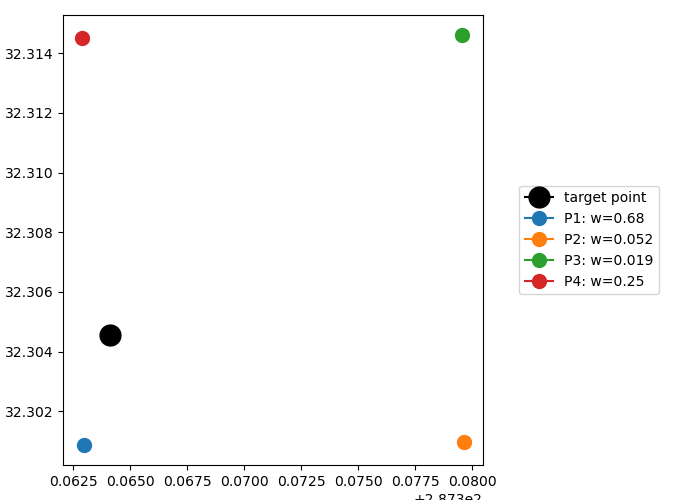 32.314
32.312
32.310
32.308
32.306
32.304
32.302
0.0625 0.0650 0.0675 0.0700 0.0725 0.0750 0.0775 0.0800
+2.873e2
target point
P1: w=0.68
P2: w=0.052
P3: w=0.019
P4: w=0.25